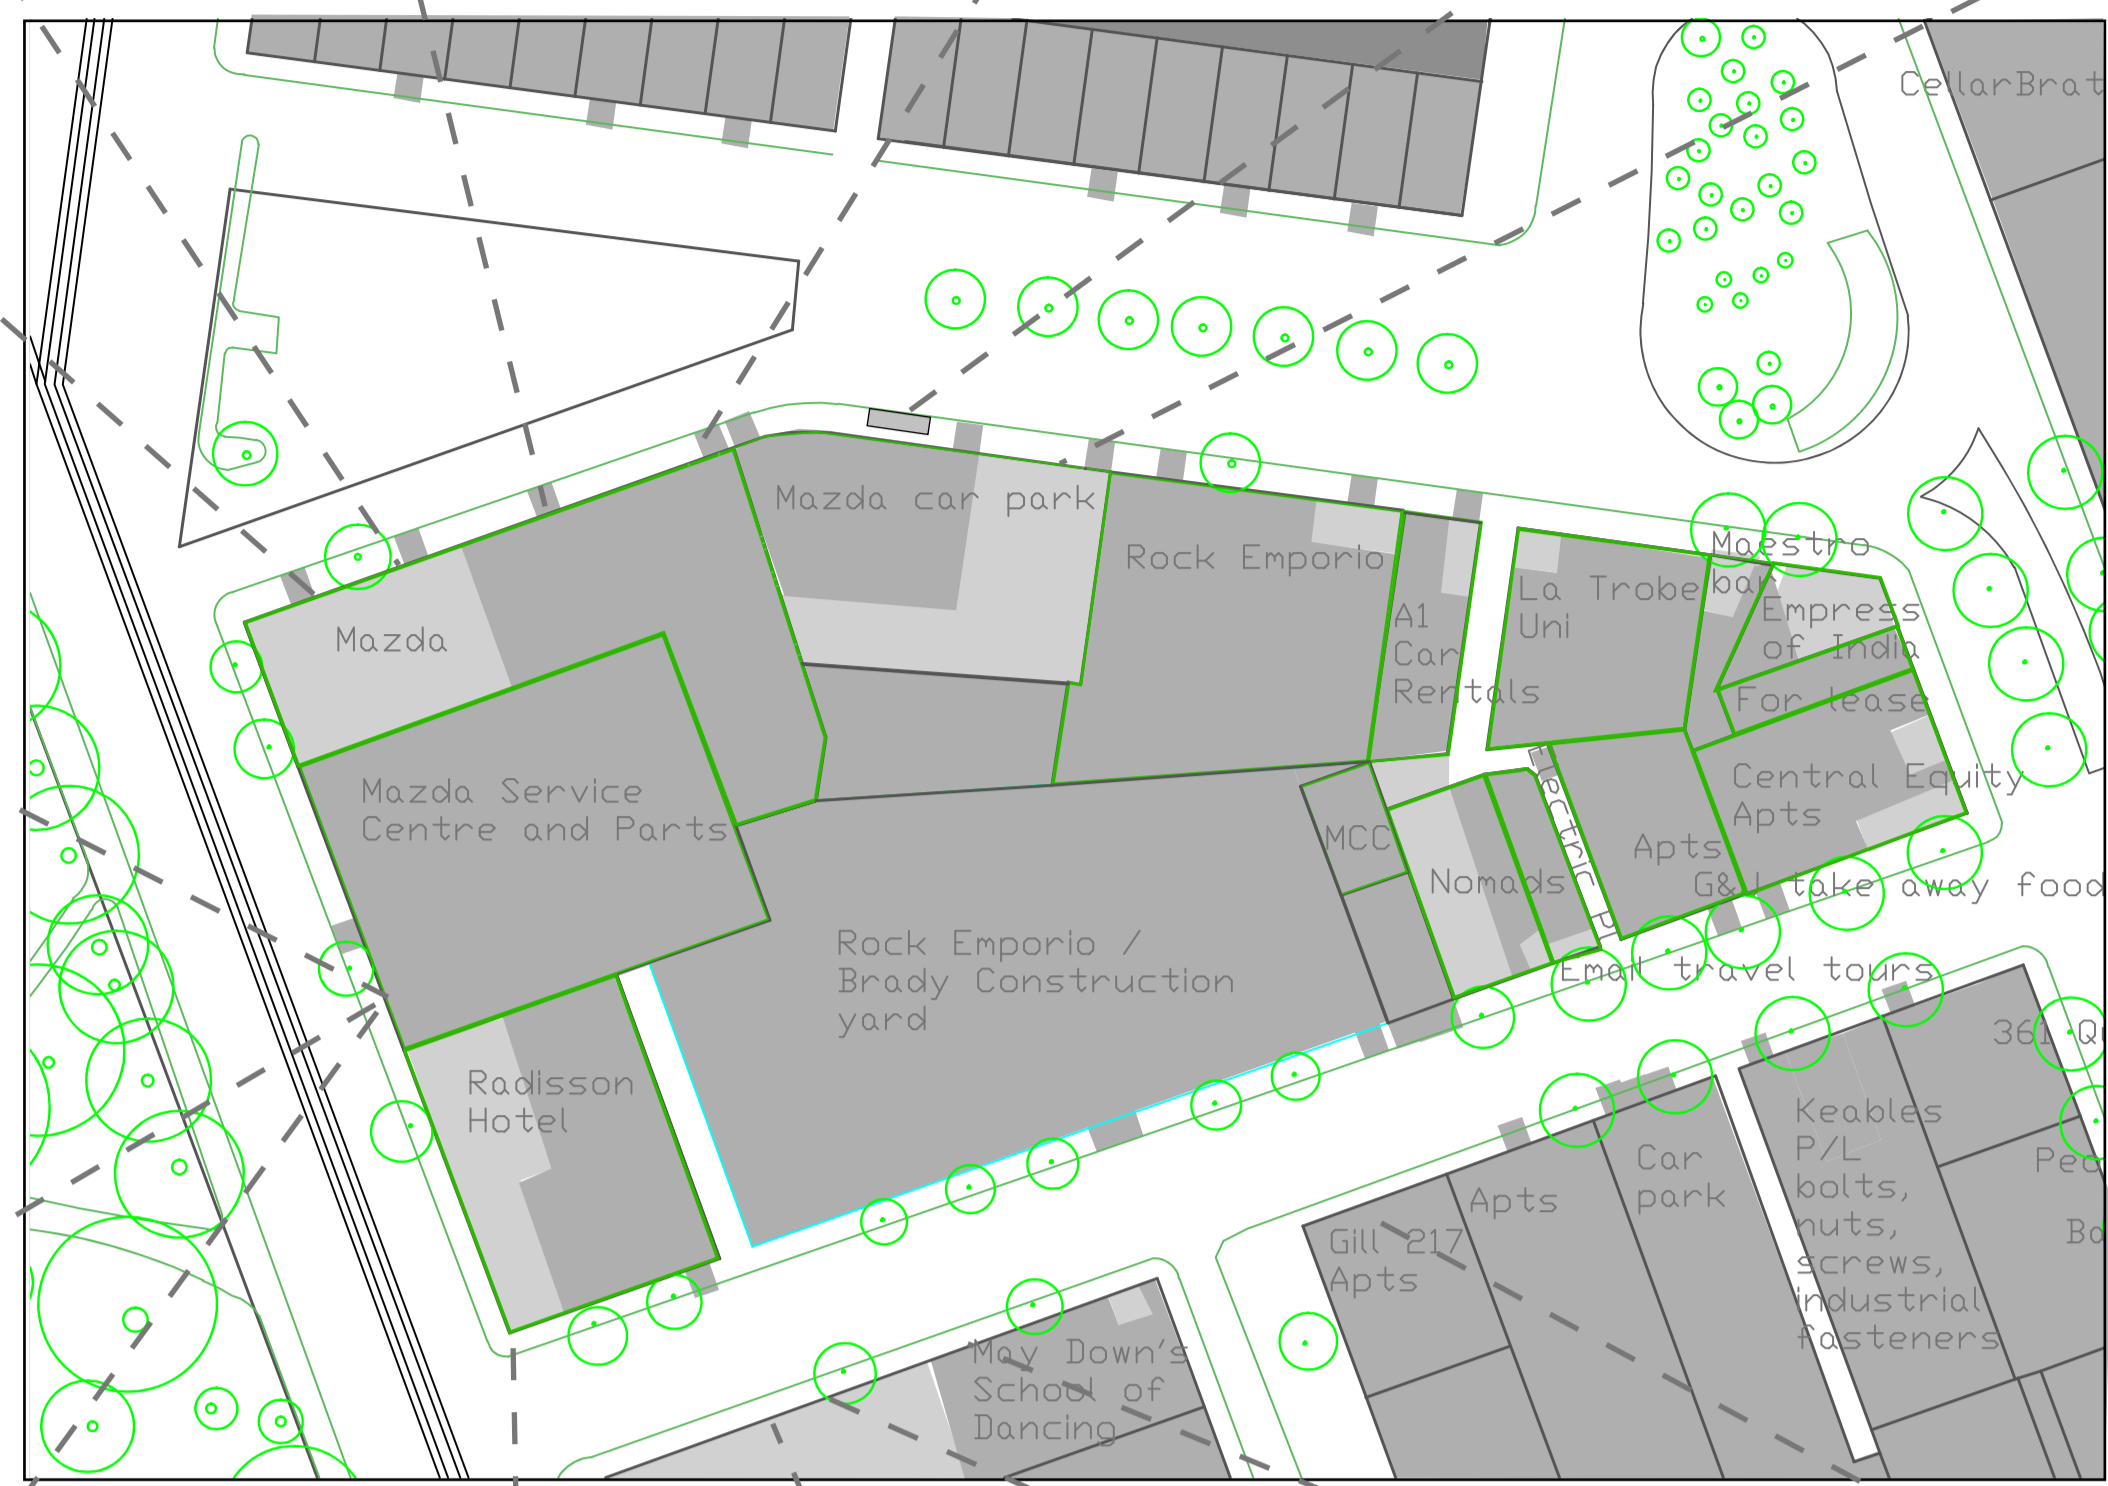 CellarBrat
Mazda car park
Rock Emporio
Maestro
bar
La Trobe
Uni
Empress
of India
A1
Car
Rentals
Mazda
For lease
Mazda Service
Centre and Parts
Central Equity
Apts
MCC
Apts
Nomads
Electric Pl
G&L take away food
Rock Emporio /
Brady Construction
yard
Email travel tours
Radisson
Hotel
361 Q
Keables
P/L
bolts,
nuts,
screws,
industrial
fasteners
Car
park
Apts
Gill 217
Apts
May Down's
School of
Dancing